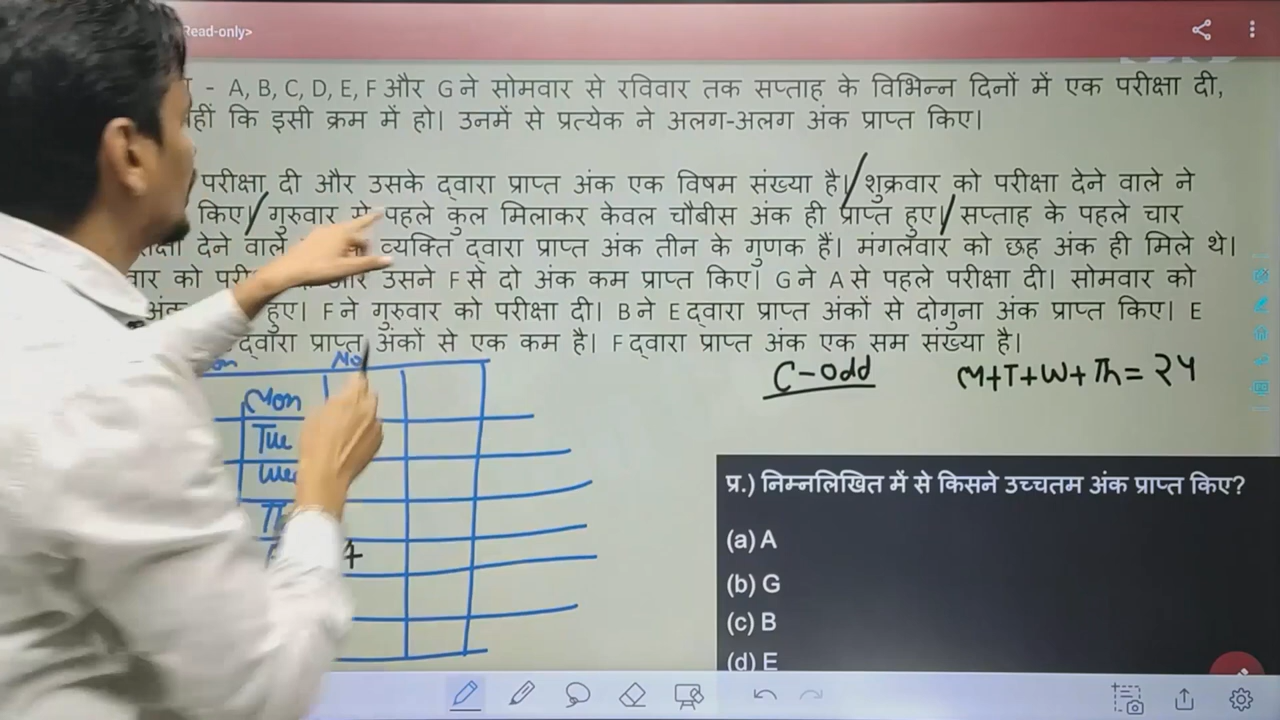 Read-only>
- A, B, C, D, E, F और G ने सोमवार से रविवार तक सप्ताह के विभिन्न दिनों में एक परीक्षा दी,
कि इसी क्रम में हो। उनमें से प्रत्येक ने अलग-अलग अंक प्राप्त किए।
परीक्षा दी और उसके द्वारा प्राप्त अंक एक विषम संख्या है। शुक्रवार को परीक्षा देने वाले ने
किए। गुरुवार से पहले कुल मिलाकर केवल चौबीस अंक ही प्राप्त हुए। सप्ताह के पहले चार
देने वाले व्यक्ति द्वारा प्राप्त अंक तीन के गुणक हैं। मंगलवार को छह अंक ही मिले थे।
को और उसने F से दो अंक कम प्राप्त किए। G ने A से पहले परीक्षा दी। सोमवार को
हुए। F ने गुरुवार को परीक्षा दी। B ने E द्वारा प्राप्त अंकों से दोगुना अंक प्राप्त किए। E
द्वारा प्राप्त अंकों से एक कम है। F द्वारा प्राप्त अंक एक सम संख्या है।
C-odd M+T+W+Th = 24
Mon
Tue
4
प्र.) निम्नलिखित में से किसने उच्चतम अंक प्राप्त किए?
(a) A
(b) G
(c) B
(d) E